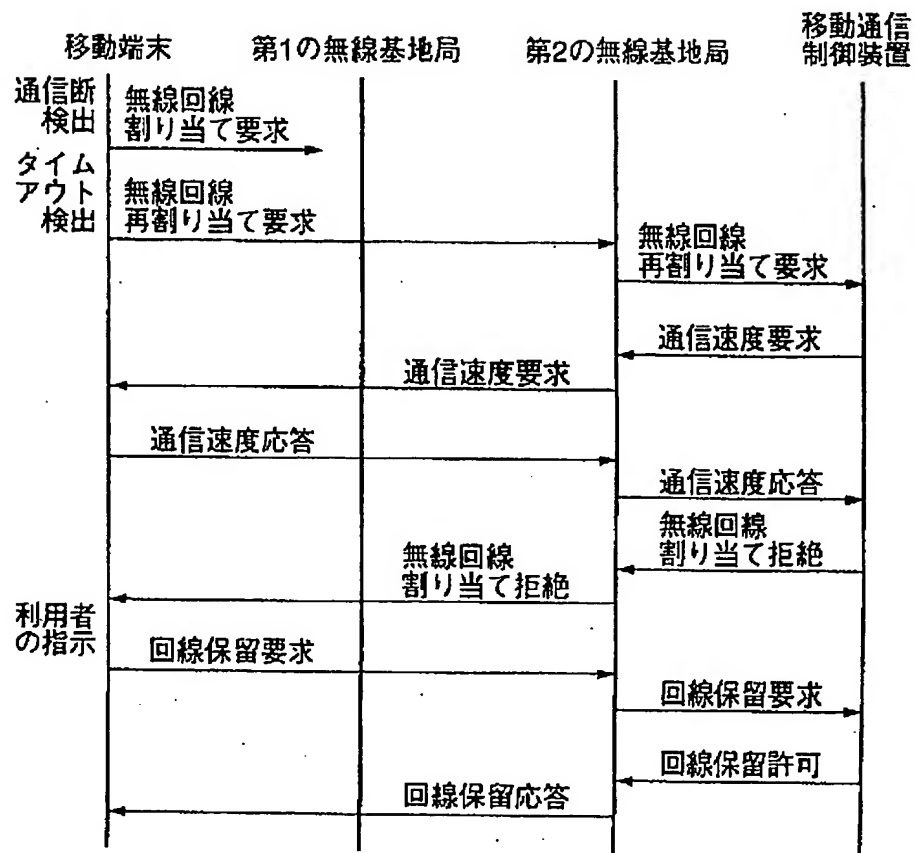 移動端末
第1の無線基地局
第2の無線基地局
移動通信
制御装置
通信断
検出
無線回線
割り当て要求
タイム
アウト
検出
無線回線
再割り当て要求
無線回線
再割り当て要求
通信速度要求
通信速度要求
通信速度応答
通信速度応答
無線回線
割り当て拒絶
無線回線
割り当て拒絶
利用者
の指示
回線保留要求
回線保留要求
回線保留許可
回線保留応答